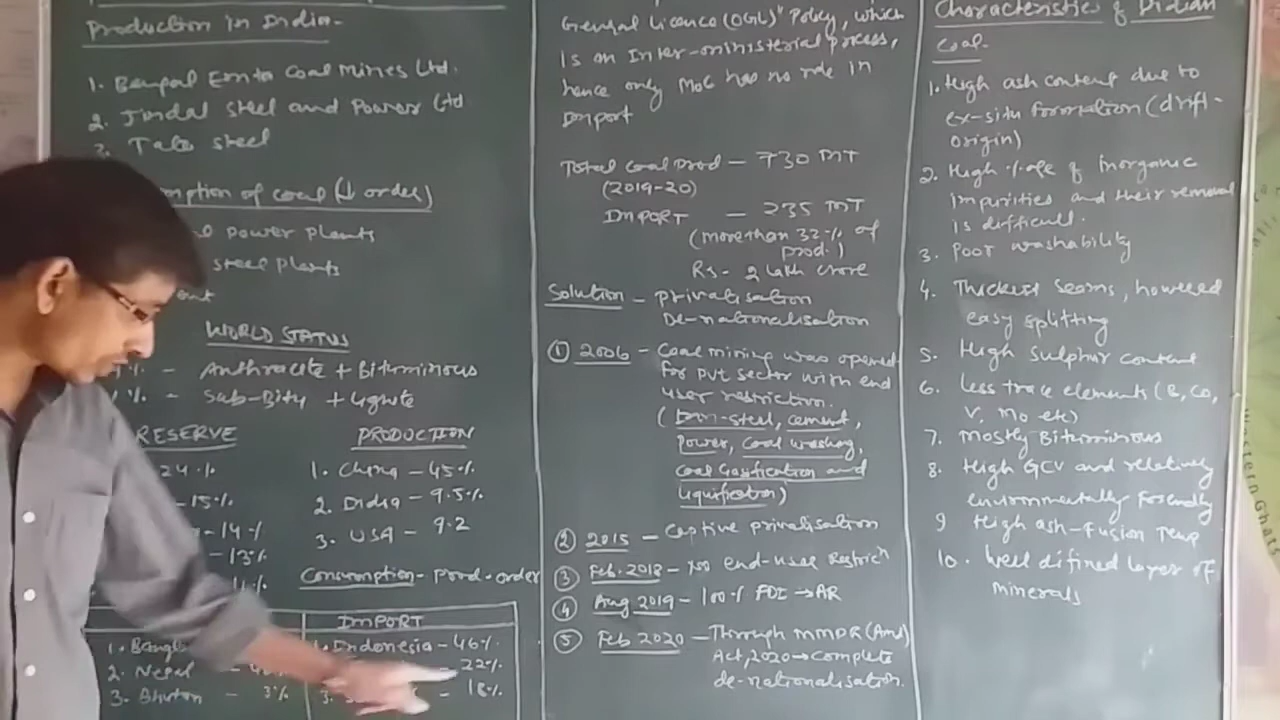 Production in India-
1. Bengal Emta Coal Mines Ltd.
2. Jindal Steel and Power Ltd
3. Tata steel
mption of coal (↓ order)
power plants
steel plants
WORLD STATUS
% - Anthracite + Bituminous
% - Sub-Bity + Lignite
RESERVE
24%
- 15%
- 14%
- 13%
11%
PRODUCTION
1. China - 45%
2. India - 9.5%
3. USA - 9.2
Consumption - Prod. order
1. Bangl
2. Nepal
3. Bhutan - 3%
IMPORT
1. Indonesia - 46%
- 22%
3. - 18%
General Licence (OGL)" Policy, which
is an Inter-ministerial process,
hence only MoC has no role in
Import
Total Coal Prod - 730 MT
(2019-20)
IMPORT - 235 MT
(more than 32% of
prod.)
Rs - 2 lakh crore
Solution - privatisation
De-nationalisation
① 2006 - Coal mining was opened
for pvt sector with end
user restriction.
(Iron-steel, cement,
Power, Coal washing,
Coal Gasification and
Liquification)
② 2015 - Captive privatisation
③ Feb. 2018 - no end-use Restricn
④ Aug 2019 - 100% FDI → AR
⑤ Feb 2020 - Through MMDR (Amd)
Act, 2020 → Complete
de-nationalisation.
Characteristics of Indian
Coal.
1. High ash content due to
ex-situ formation (drift-
origin)
2. High %age of inorganic
impurities and their removal
is difficult.
3. Poor washability
4. Thickest seams, however
easy splitting
5. High Sulphur content
6. Less trace elements (B, Co,
V, Mo etc)
7. Mostly Bituminous
8. High GCV and relatively
environmentally friendly
9 High ash-fusion Temp
10. Well difined layer of
minerals
Western Ghats